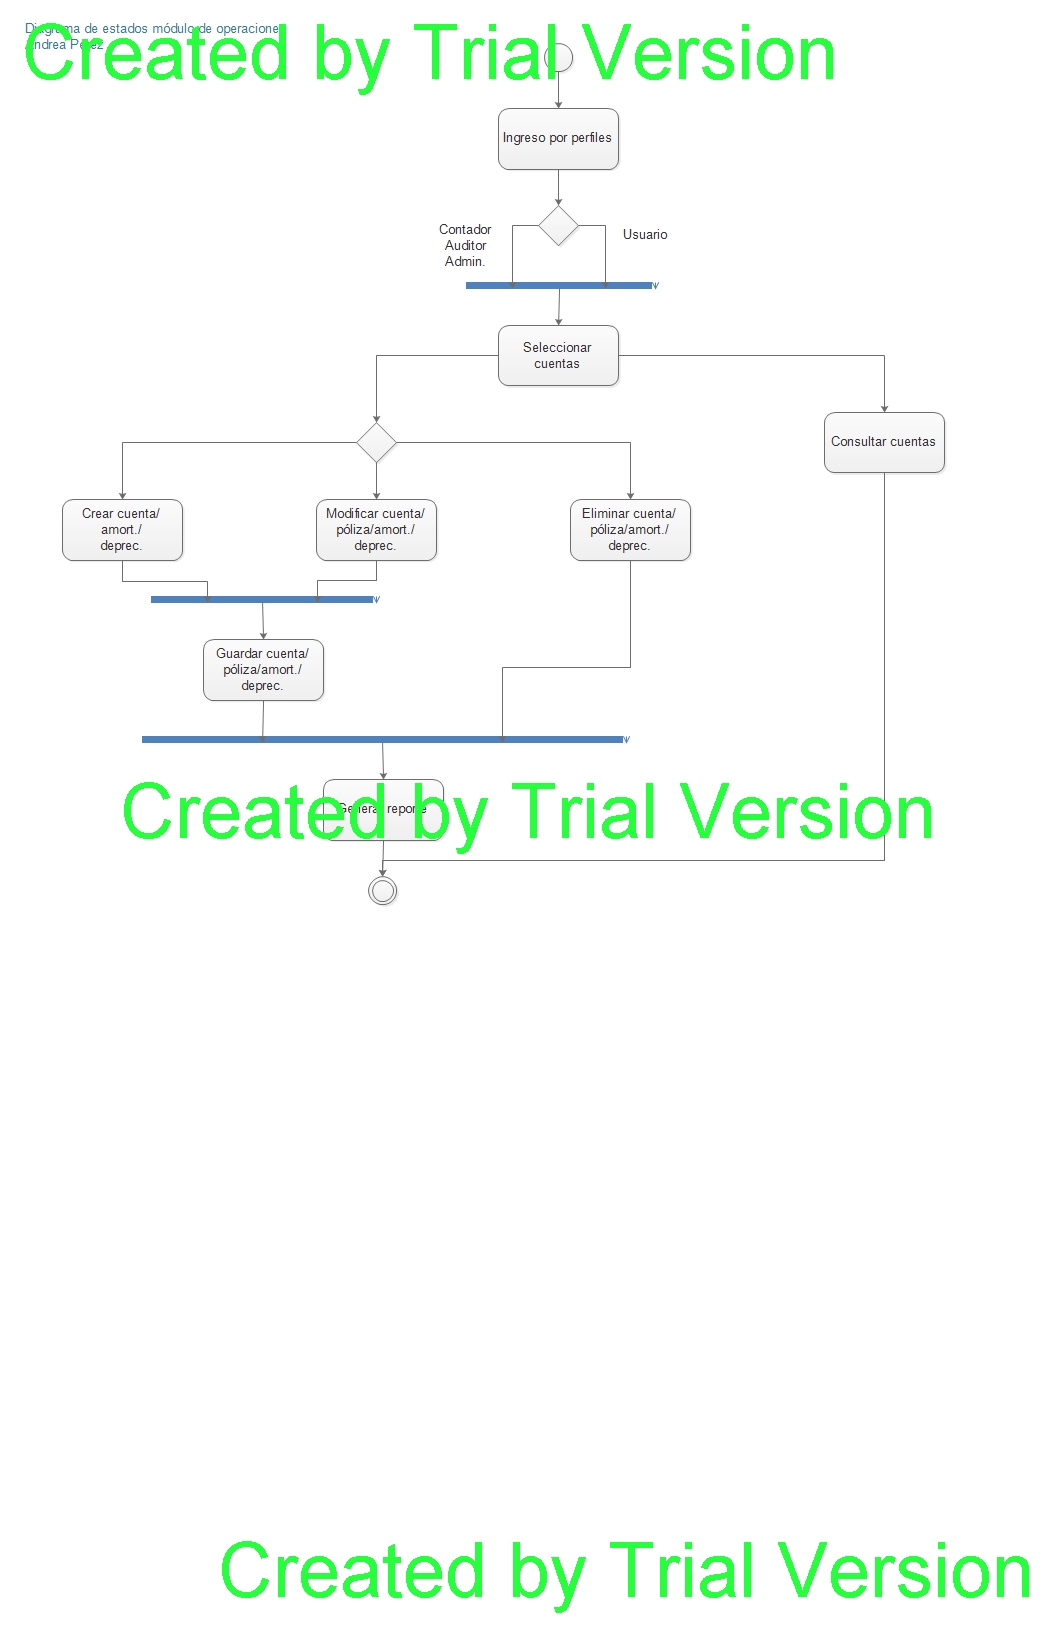 Diagrama de estados módulo de operaciones
Andrea Pérez
Created by Trial Version
Ingreso por perfiles
Contador
Auditor
Admin.
Usuario
Seleccionar
cuentas
Consultar cuentas
Crear cuenta/
amort./
deprec.
Modificar cuenta/
póliza/amort./
deprec.
Eliminar cuenta/
póliza/amort./
deprec.
Guardar cuenta/
póliza/amort./
deprec.
Generar reporte
Created by Trial Version
Created by Trial Version